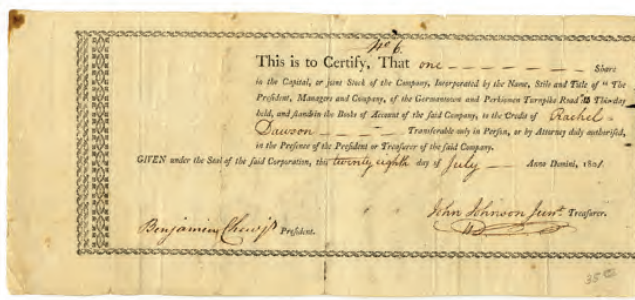 No 6.
This is to Certify, That one Share
in the Capital, or joint Stock of the Company, Incorporated by the Name, Stile and Title of "The
President, Managers and Company, of the Germantown and Perkiomen Turnpike Road" is This day
held, and stands in the Books of Account of the said Company, to the Credit of Rachel
Dawson Transferable only in Person, or by Attorney duly authorised,
in the Presence of the President or Treasurer of the said Company.
GIVEN under the Seal of the said Corporation, this twenty eighth day of July Anno Domini, 180
John Johnson Junr. Treasurer.
Benjamin Chew Jr President.
35